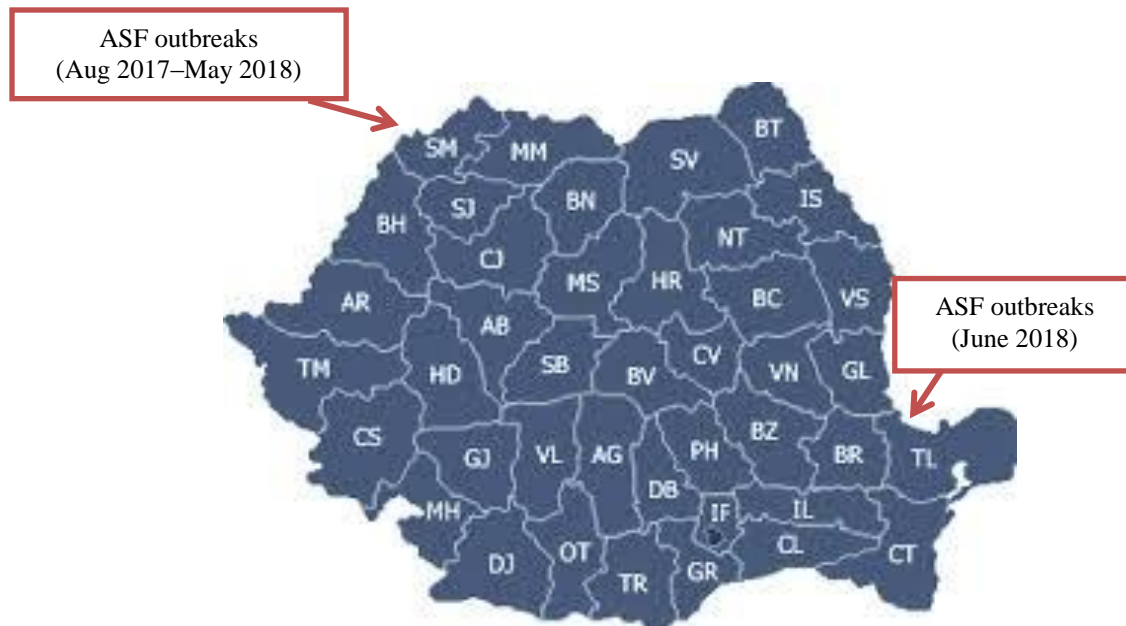 ASF outbreaks
(Aug 2017–May 2018)
BT
SM
MM
SV
IS
BN
SJ
BH
NT
CJ
HR
MS
BC
VS
ASF outbreaks
(June 2018)
AR
AB
CV
SB
TM
HD
BV
VN
GL
CS
BZ
GJ
VL
AG
PH
BR
TL
DB
MH
IF
IL
CL
OT
CT
DJ
TR
GR